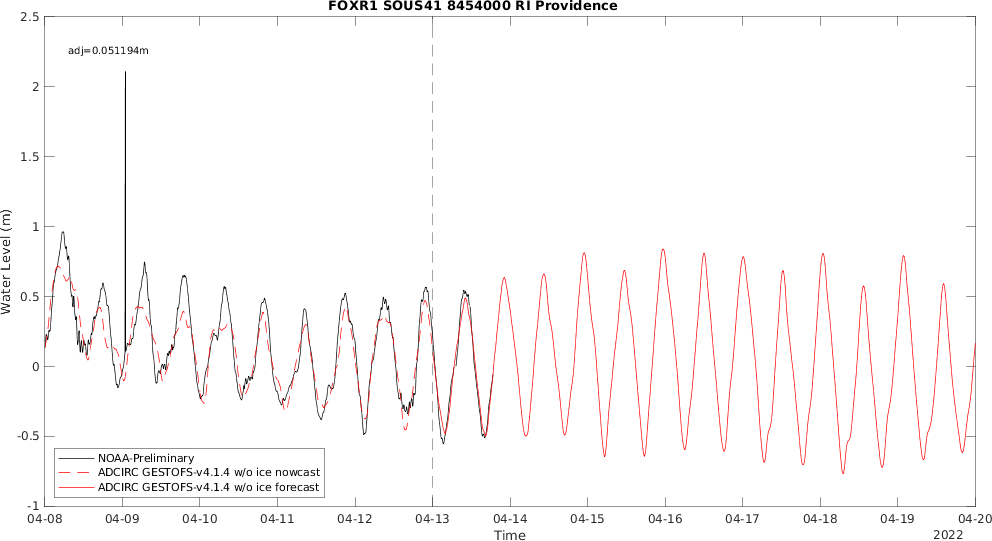 FOXR1 SOUS41 8454000 RI Providence
adj=0.051194m
Water Level (m)
2.5
2
1.5
1
0.5
0
-0.5
-1
NOAA-Preliminary
ADCIRC GESTOFS-v4.1.4 w/o ice nowcast
ADCIRC GESTOFS-v4.1.4 w/o ice forecast
04-08 04-09 04-10 04-11 04-12 04-13 04-14 04-15 04-16 04-17 04-18 04-19 04-20
Time
2022